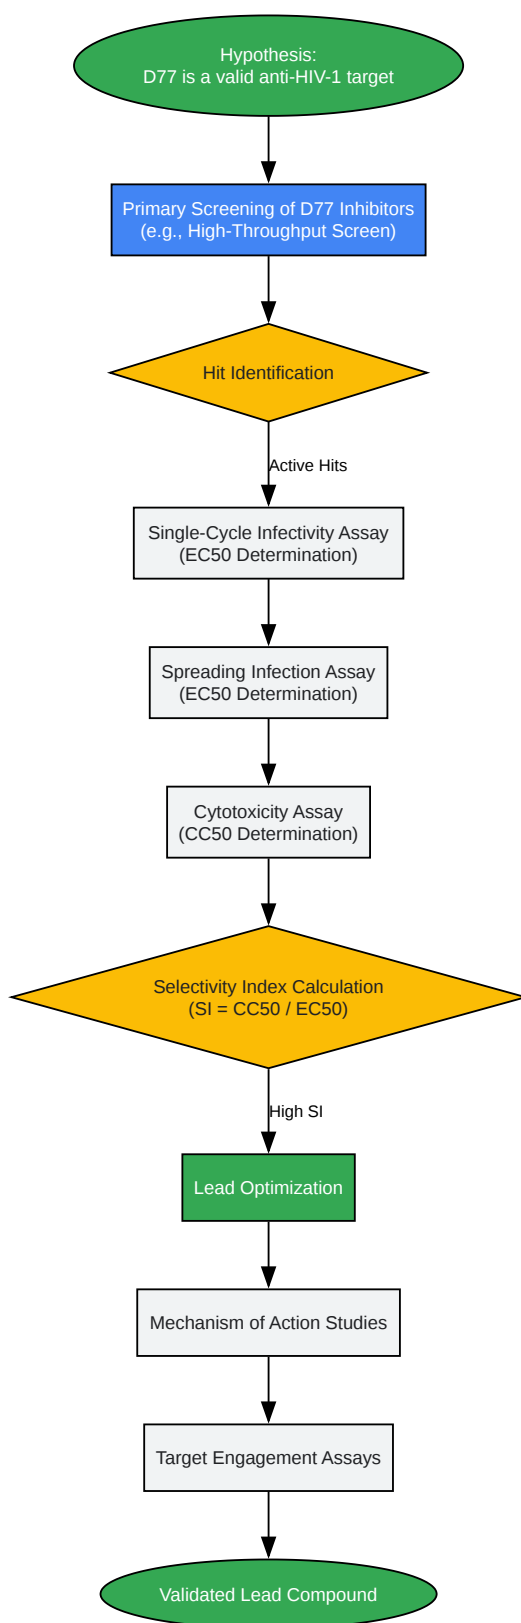 Hypothesis:
D77 is a valid anti-HIV-1 target
Primary Screening of D77 Inhibitors
(e.g., High-Throughput Screen)
Hit Identification
Active Hits
Single-Cycle Infectivity Assay
(EC50 Determination)
Spreading Infection Assay
(EC50 Determination)
Cytotoxicity Assay
(CC50 Determination)
Selectivity Index Calculation
(SI = CC50 / EC50)
High SI
Lead Optimization
Mechanism of Action Studies
Target Engagement Assays
Validated Lead Compound